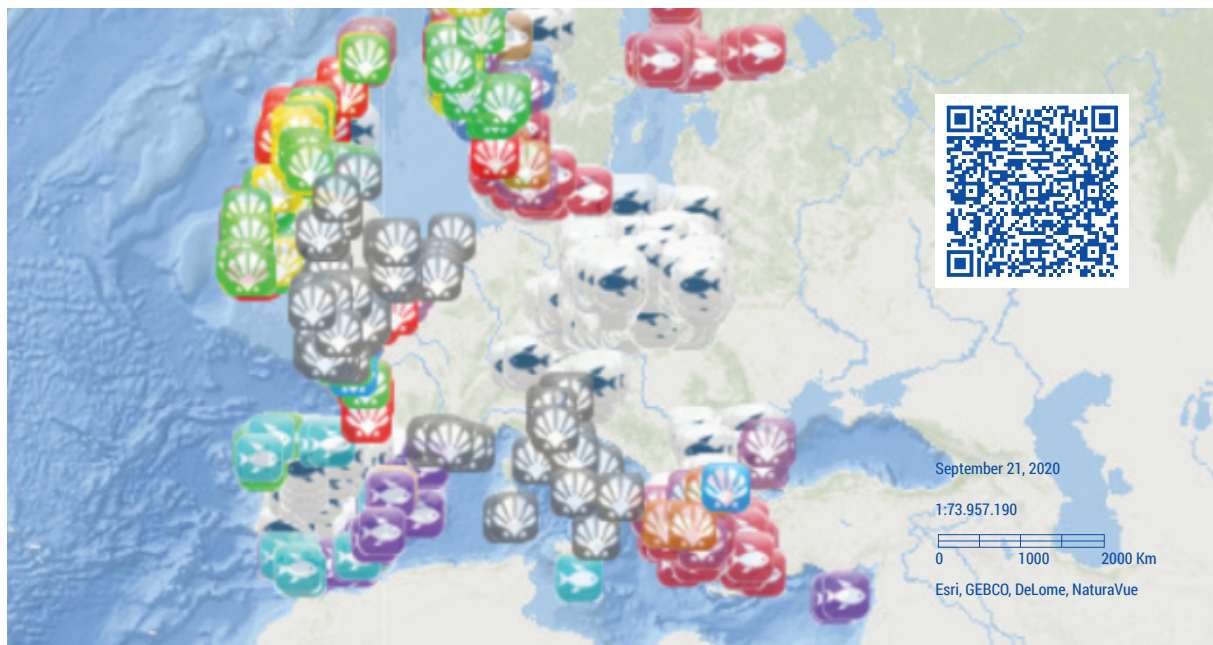 September 21, 2020
1:73.957.190
0 1000 2000 Km
Esri, GEBCO, DeLome, NaturaVue